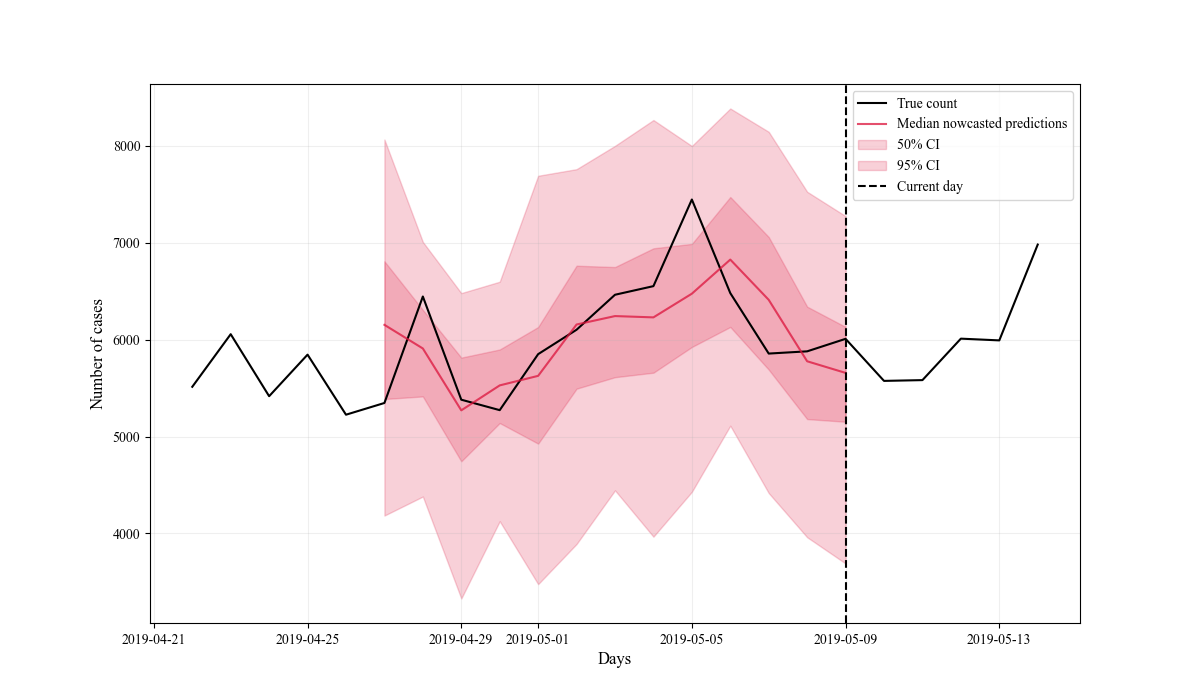 True count
Median nowcasted predictions
50% CI
95% CI
Current day
Number of cases
8000
7000
6000
5000
4000
2019-04-21 2019-04-25 2019-04-29 2019-05-01 2019-05-05 2019-05-09 2019-05-13
Days